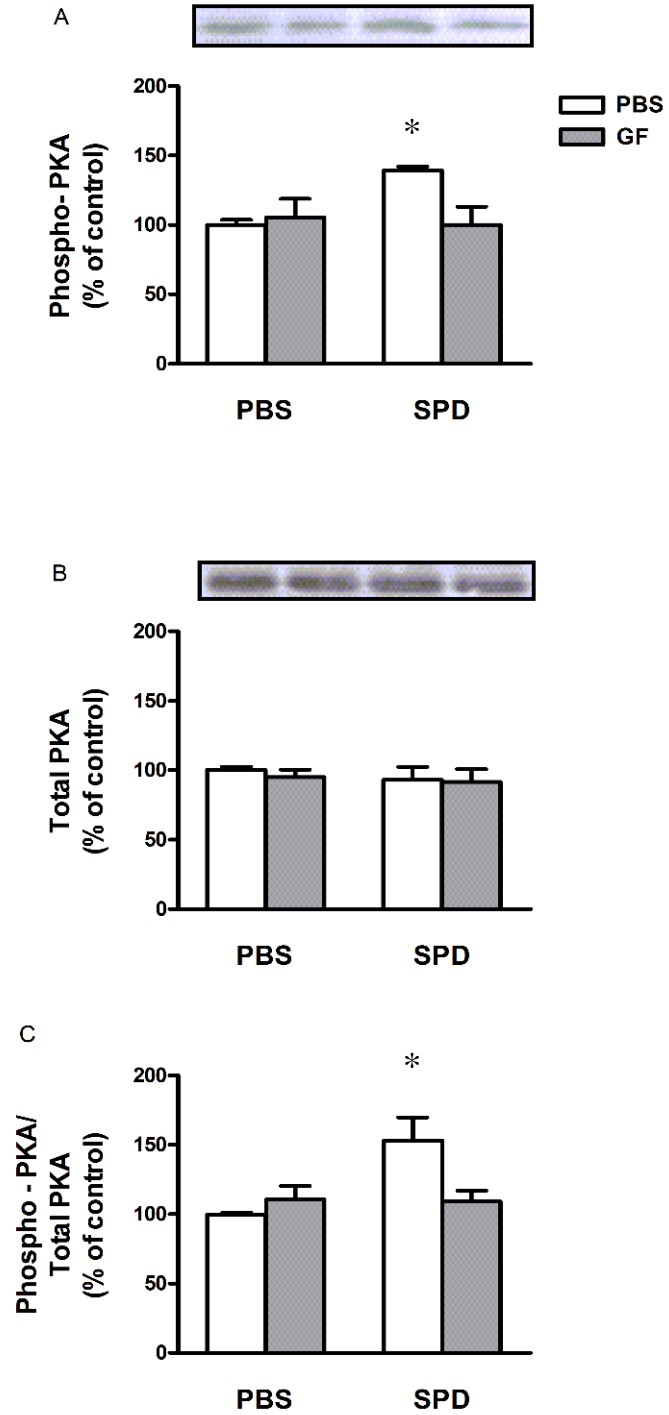 A
200
150
100
50
0
Phospho- PKA
(% of control)
*
PBS
GF
PBS SPD
B
200
150
100
50
0
Total PKA
(% of control)
PBS SPD
C
200
150
100
50
0
Phospho - PKA/
Total PKA
(% of control)
*
PBS SPD